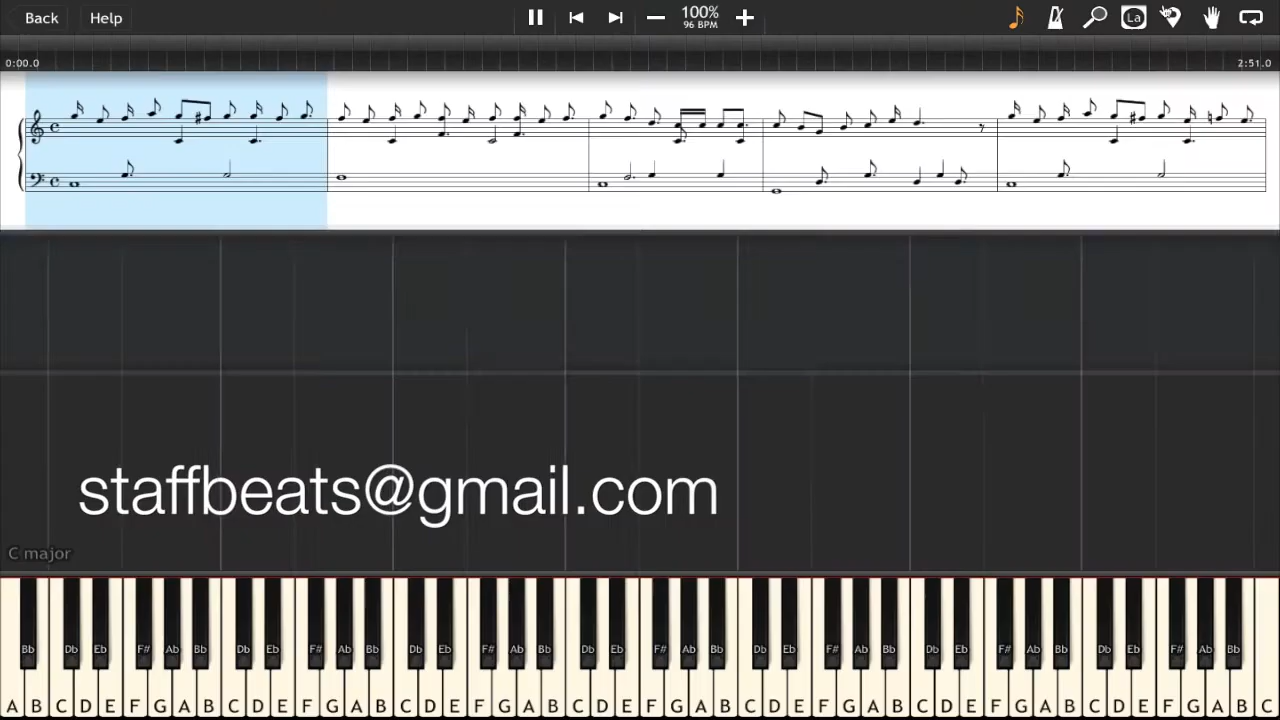 Back Help 100% La
96 BPM
0:00.0 2:51.0
staffbeats@gmail.com
C major
Bb Db Eb F# Ab Bb Db Eb F# Ab Bb Db Eb F# Ab Bb Db Eb F# Ab Bb Db Eb F# Ab Bb Db Eb F# Ab Bb Db Eb F# Ab Bb
A B C D E F G A B C D E F G A B C D E F G A B C D E F G A B C D E F G A B C D E F G A B C D E F G A B C